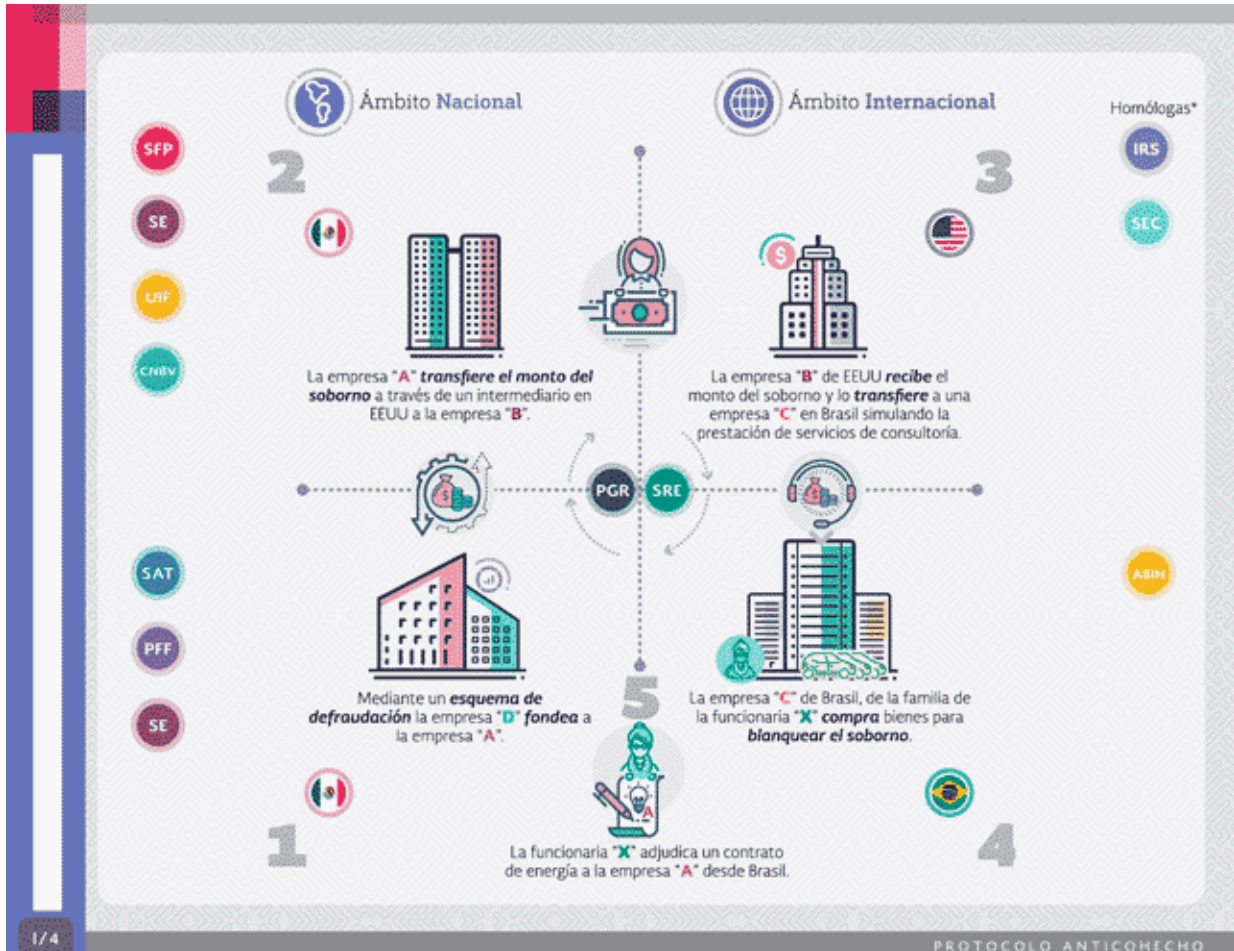 Ámbito Nacional
Ámbito Internacional
Homólogas*
SFP
SE
UIF
CNBV
IRS
SEC
2
3
$
La empresa "A" transfiere el monto del
soborno a través de un intermediario en
EEUU a la empresa "B".
La empresa "B" de EEUU recibe el
monto del soborno y lo transfiere a una
empresa "C" en Brasil simulando la
prestación de servicios de consultoría.
$
PGR
SRE
$
SAT
PFF
SE
ABIN
Mediante un esquema de
defraudación la empresa "D" fondea a
la empresa "A".
La empresa "C" de Brasil, de la familia de
la funcionaria "X" compra bienes para
blanquear el soborno.
1
5
4
A
La funcionaria "X" adjudica un contrato
de energía a la empresa "A" desde Brasil.
1/4
PROTOCOLO ANTICOHECHO